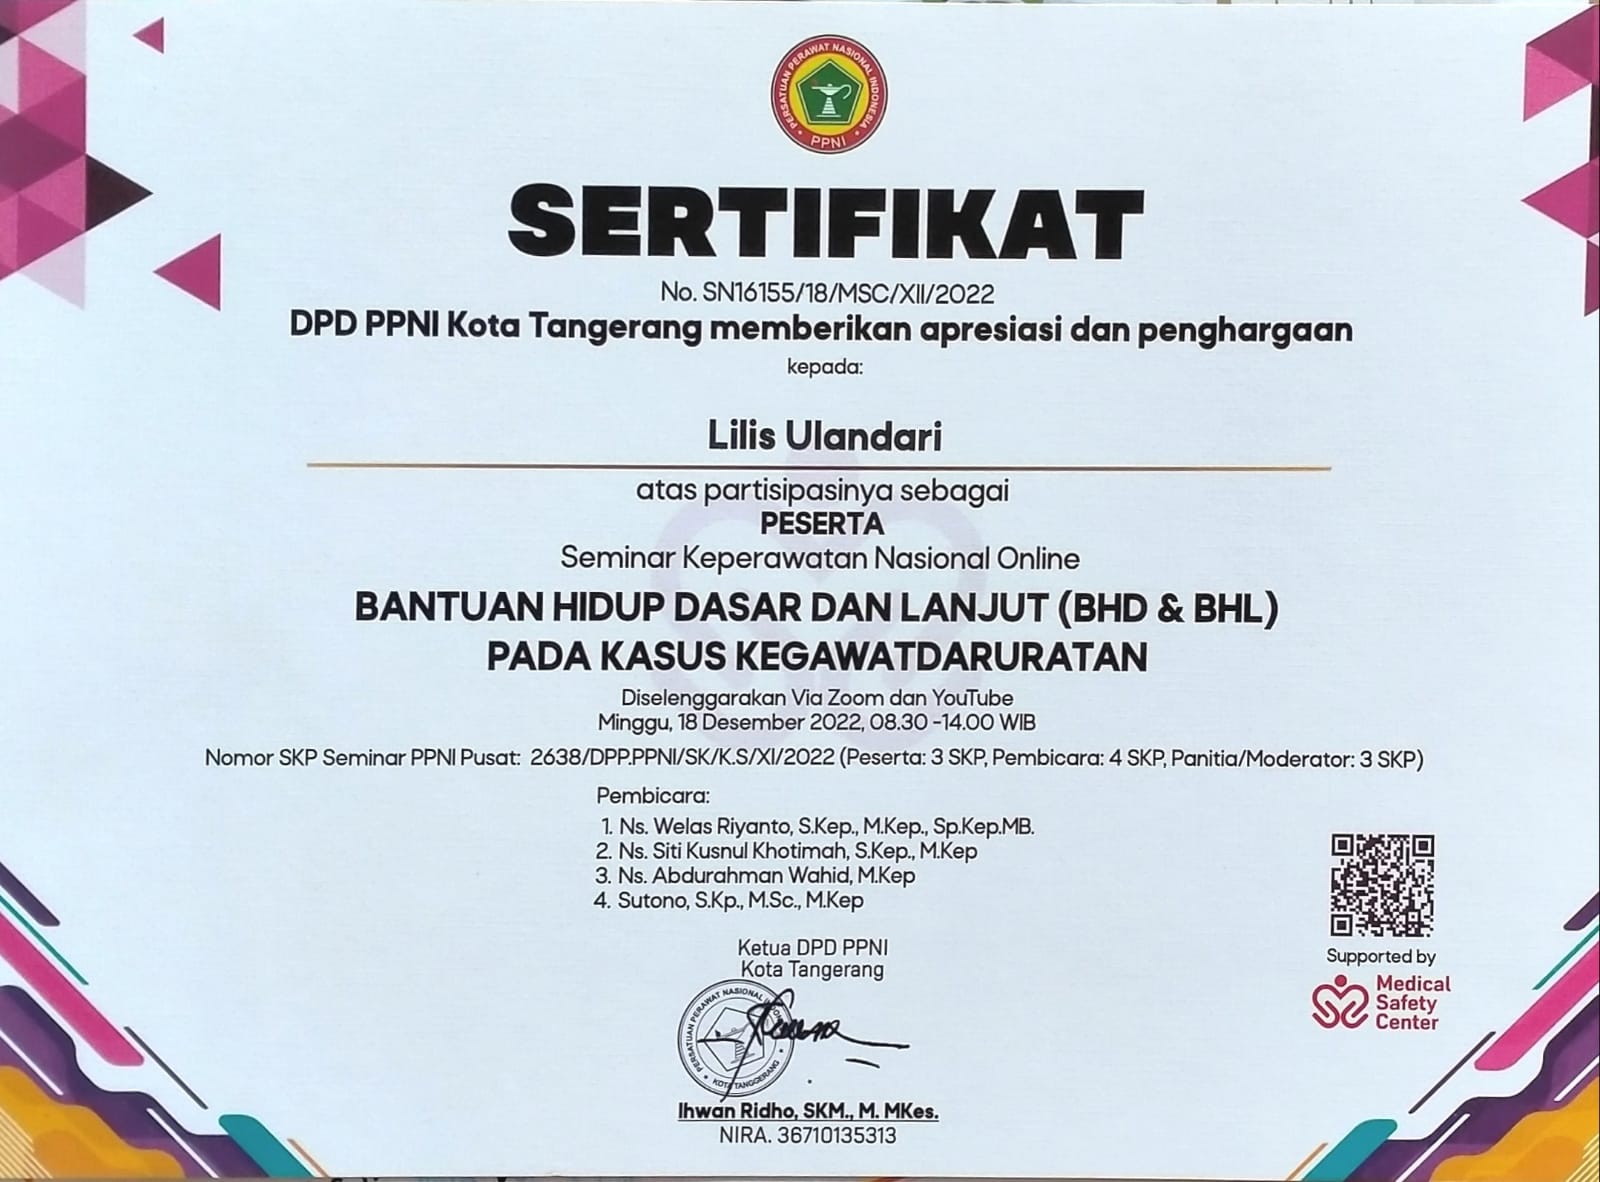 PERSATUAN PERAWAT NASIONAL INDONESIA
PPNI
SERTIFIKAT
No. SN16155/18/MSC/XII/2022
DPD PPNI Kota Tangerang memberikan apresiasi dan penghargaan
kepada:
Lilis Ulandari
atas partisipasinya sebagai
PESERTA
Seminar Keperawatan Nasional Online
BANTUAN HIDUP DASAR DAN LANJUT (BHD & BHL)
PADA KASUS KEGAWATDARURATAN
Diselenggarakan Via Zoom dan YouTube
Minggu, 18 Desember 2022, 08.30 -14.00 WIB
Nomor SKP Seminar PPNI Pusat: 2638/DPP.PPNI/SK/K.S/XI/2022 (Peserta: 3 SKP, Pembicara: 4 SKP, Panitia/Moderator: 3 SKP)
Pembicara:
1. Ns. Welas Riyanto, S.Kep., M.Kep., Sp.Kep.MB.
2. Ns. Siti Kusnul Khotimah, S.Kep., M.Kep
3. Ns. Abdurahman Wahid, M.Kep
4. Sutono, S.Kp., M.Sc., M.Kep
Supported by
Medical
Safety
Center
Ketua DPD PPNI
Kota Tangerang
PERSATUAN PERAWAT NASIONAL
KOTA TANGGERANG
Ihwan Ridho, SKM., M. MKes.
NIRA. 36710135313